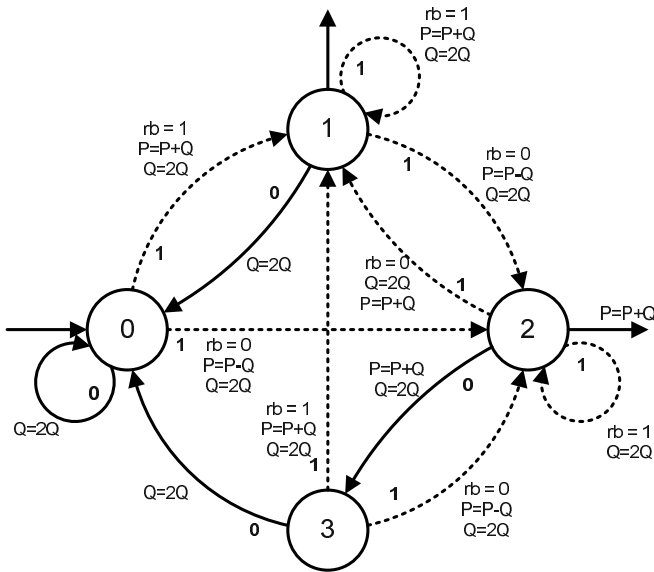 rb = 1
P=P+Q
Q=2Q
1
1
rb = 1
P=P+Q
Q=2Q
1
rb = 0
P=P-Q
Q=2Q
0
1
Q=2Q
rb = 0
Q=2Q
P=P+Q
1
0
1
rb = 0
P=P-Q
Q=2Q
2
P=P+Q
0
Q=2Q
P=P+Q
Q=2Q
0
1
rb = 1
Q=2Q
rb = 1
P=P+Q
Q=2Q
1
Q=2Q
0
3
1
rb = 0
P=P-Q
Q=2Q